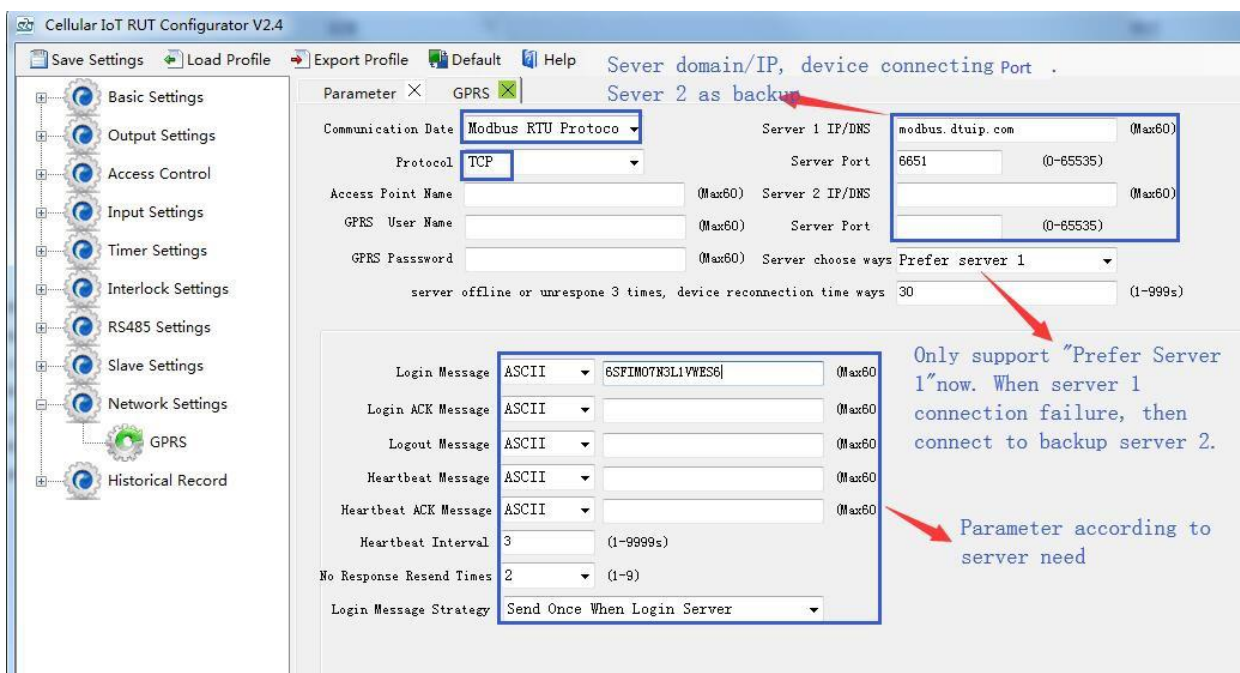 Cellular IoT RUT Configurator V2.4
Save Settings Load Profile Export Profile Default Help
Sever domain/IP, device connecting Port .
Sever 2 as backup
Basic Settings
Output Settings
Access Control
Input Settings
Timer Settings
Interlock Settings
RS485 Settings
Slave Settings
Network Settings
GPRS
Historical Record
Parameter GPRS
Communication Date Modbus RTU Protoco Server 1 IP/DNS modbus.dtuip.com (Max60)
Protocol TCP Server Port 6651 (0-65535)
Access Point Name (Max60) Server 2 IP/DNS (Max60)
GPRS User Name (Max60) Server Port (0-65535)
GPRS Passsword (Max60) Server choose ways Prefer server 1
server offline or unrespone 3 times, device reconnection time ways 30 (1-999s)
Only support "Prefer Server
1"now. When server 1
connection failure, then
connect to backup server 2.
Login Message ASCII 6SFIMO7N3L1VWES6 (Max60
Login ACK Message ASCII (Max60
Logout Message ASCII (Max60
Heartbeat Message ASCII (Max60
Heartbeat ACK Message ASCII (Max60
Heartbeat Interval 3 (1-9999s)
No Response Resend Times 2 (1-9)
Login Message Strategy Send Once When Login Server
Parameter according to
server need